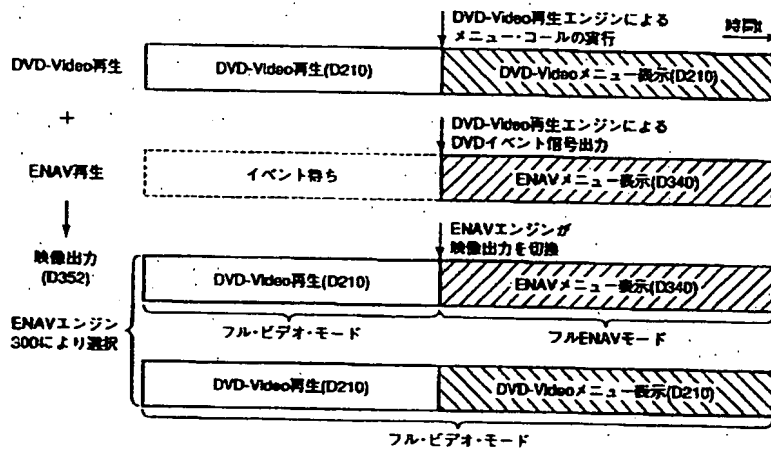 DVD-Video再生エンジンによる
メニュー・コールの実行
時間t
DVD-Video再生
DVD-Video再生(D210)
DVD-Videoメニュー表示(D210)
+
DVD-Video再生エンジンによる
DVDイベント信号出力
ENAV再生
イベント待ち
ENAVメニュー表示(D340)
ENAVエンジンが
映像出力を切換
映像出力
(D352)
DVD-Video再生(D210)
ENAVメニュー表示(D340)
ENAVエンジン
300により選択
フル・ビデオ・モード
フルENAVモード
DVD-Video再生(D210)
DVD-Videoメニュー表示(D210)
フル・ビデオ・モード